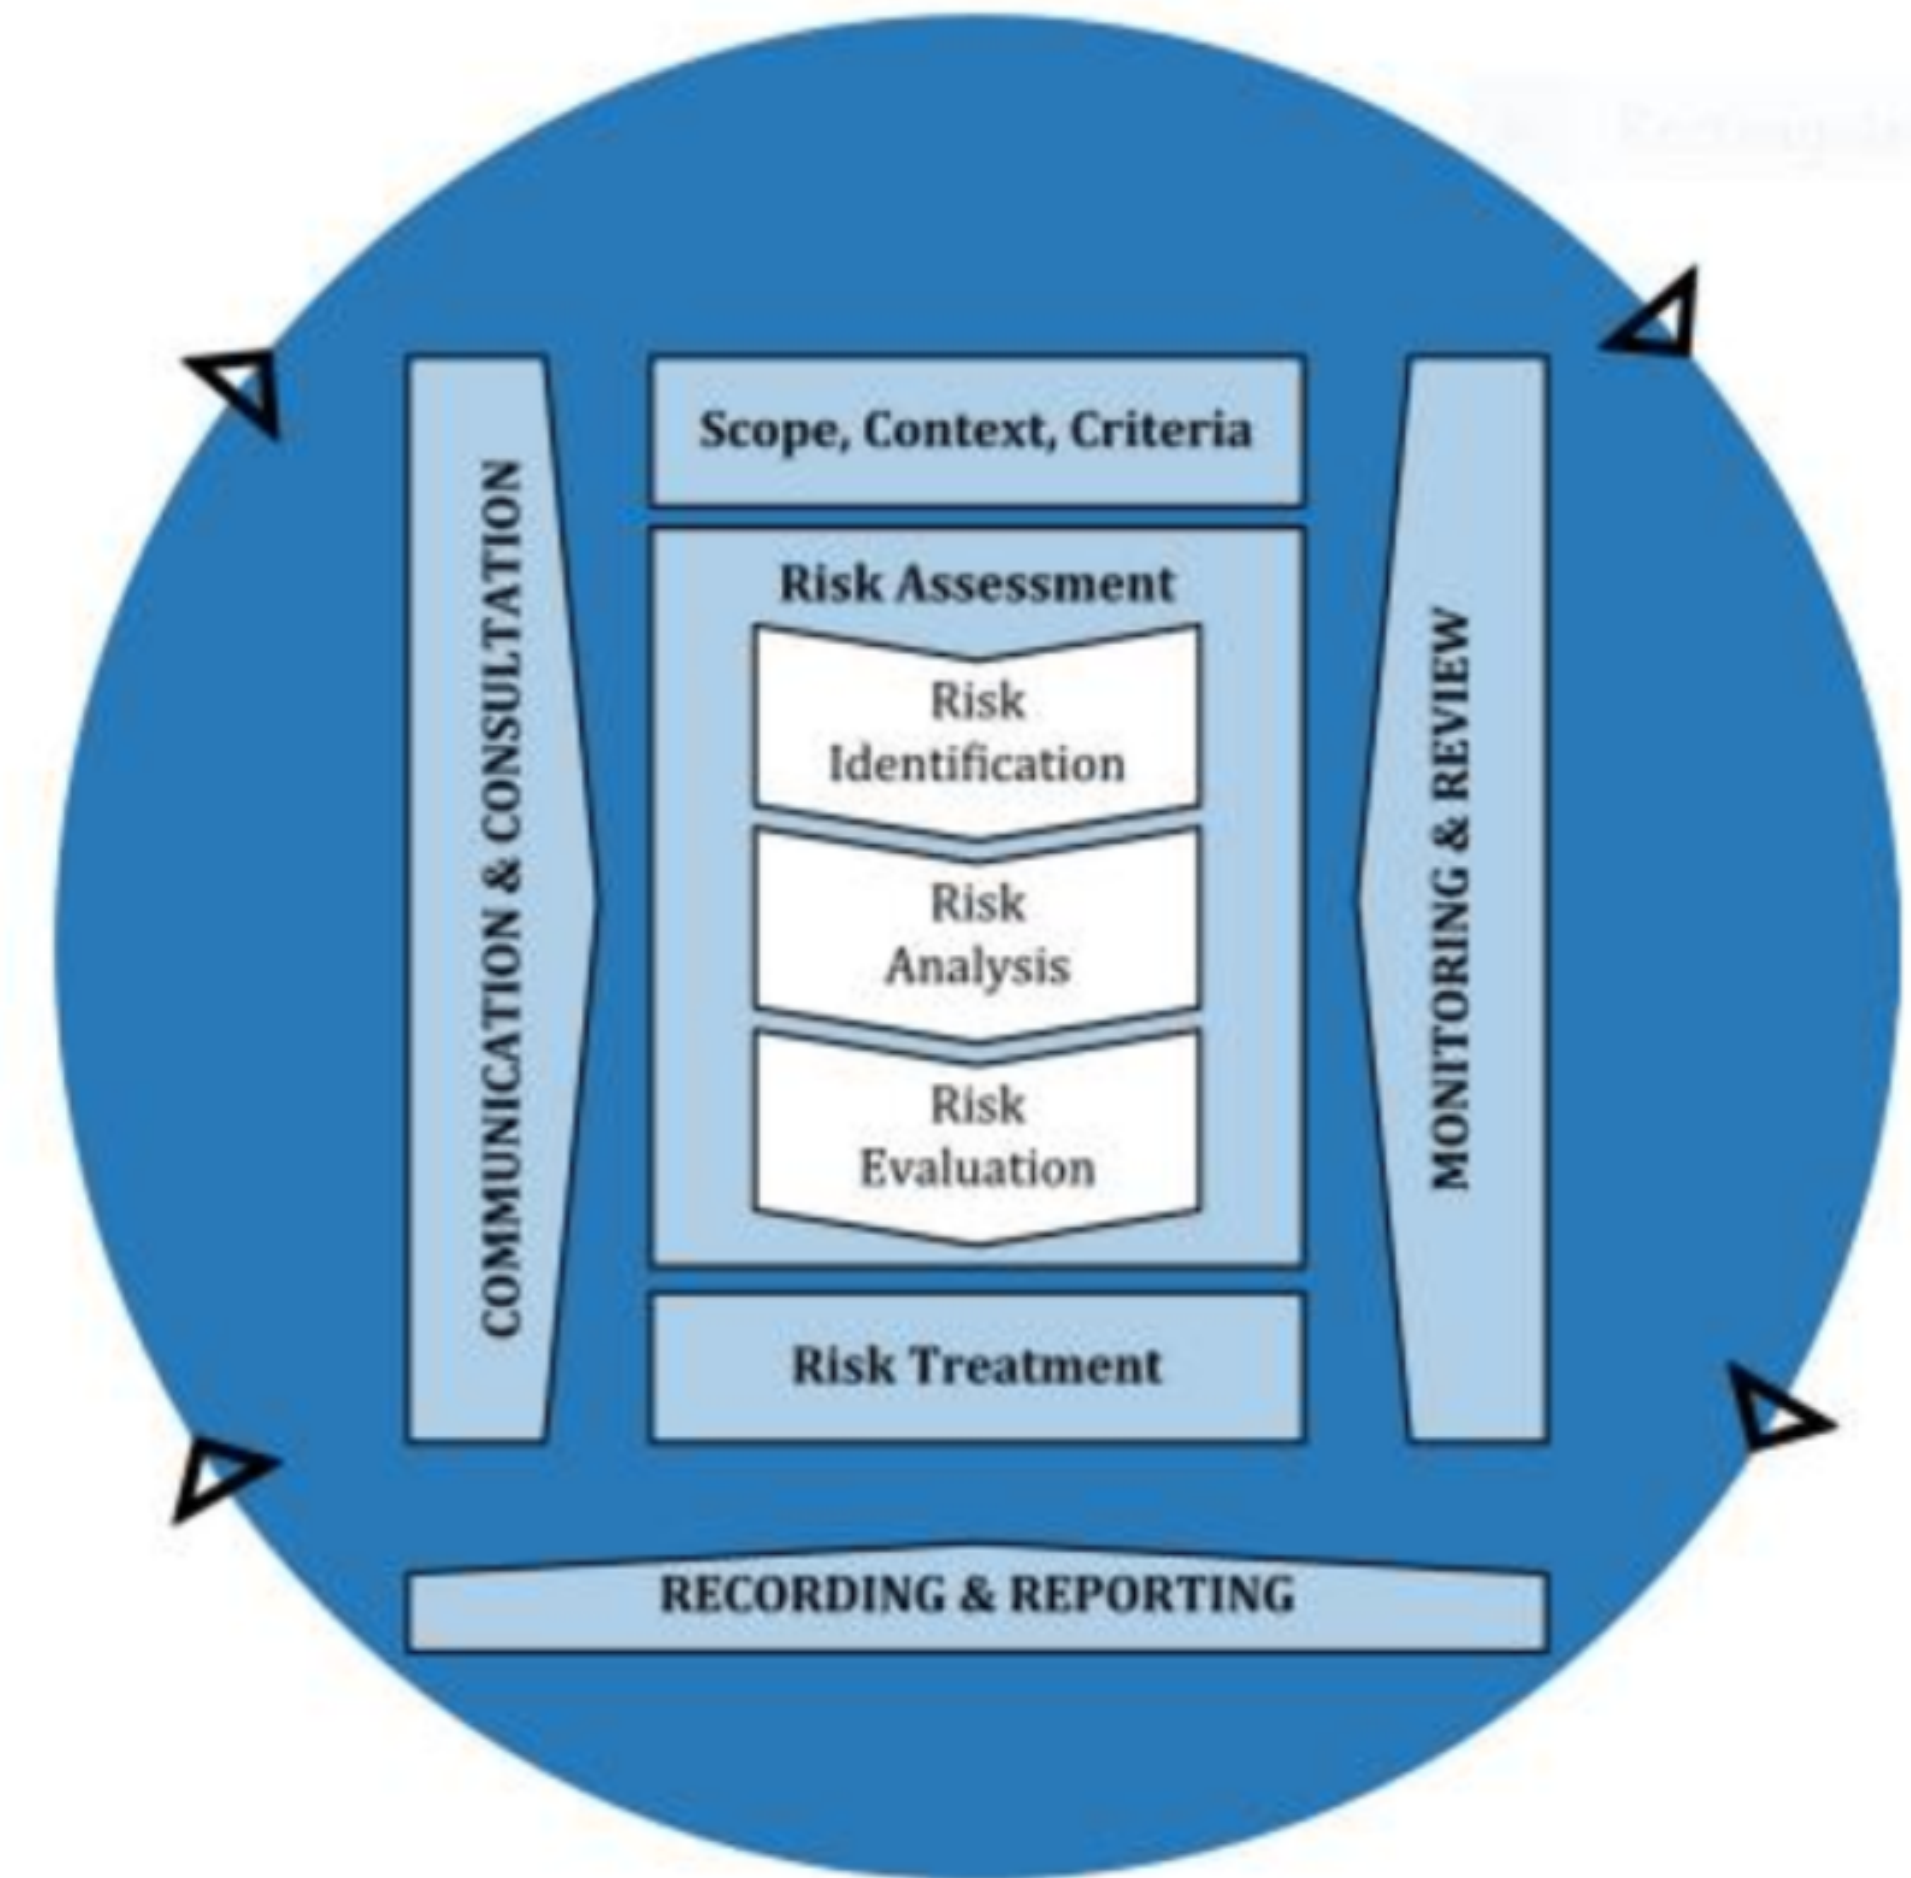 Scope, Context, Criteria
COMMUNICATION & CONSULTATION
Risk Assessment
Risk
Identification
Risk
Analysis
Risk
Evaluation
MONITORING & REVIEW
Risk Treatment
RECORDING & REPORTING